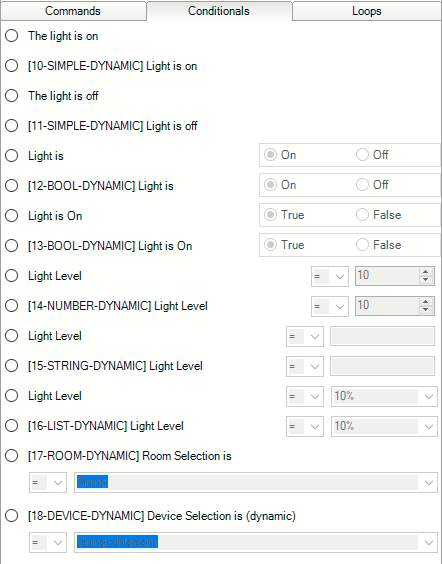 Commands Conditionals Loops
The light is on
[10-SIMPLE-DYNAMIC] Light is on
The light is off
[11-SIMPLE-DYNAMIC] Light is off
Light is On Off
[12-BOOL-DYNAMIC] Light is On Off
Light is On True False
[13-BOOL-DYNAMIC] Light is On True False
Light Level = 10
[14-NUMBER-DYNAMIC] Light Level = 10
Light Level =
[15-STRING-DYNAMIC] Light Level =
Light Level = 10%
[16-LIST-DYNAMIC] Light Level = 10%
[17-ROOM-DYNAMIC] Room Selection is
=
[18-DEVICE-DYNAMIC] Device Selection is (dynamic)
=